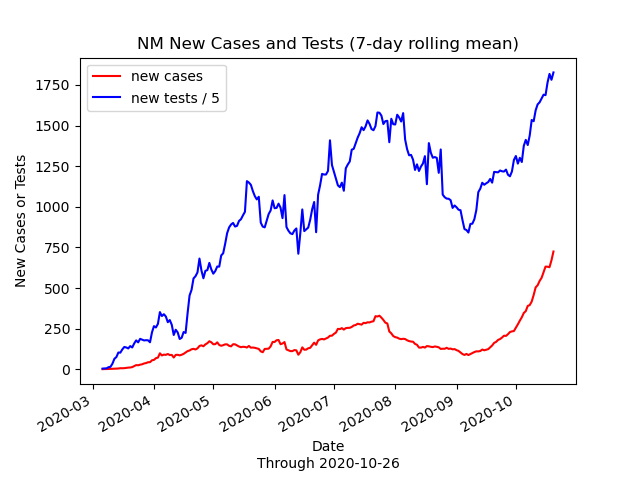 NM New Cases and Tests (7-day rolling mean)
new cases
new tests / 5
New Cases or Tests
1750
1500
1250
1000
750
500
250
0
2020-03
2020-04
2020-05
2020-06
2020-07
2020-08
2020-09
2020-10
Date
Through 2020-10-26